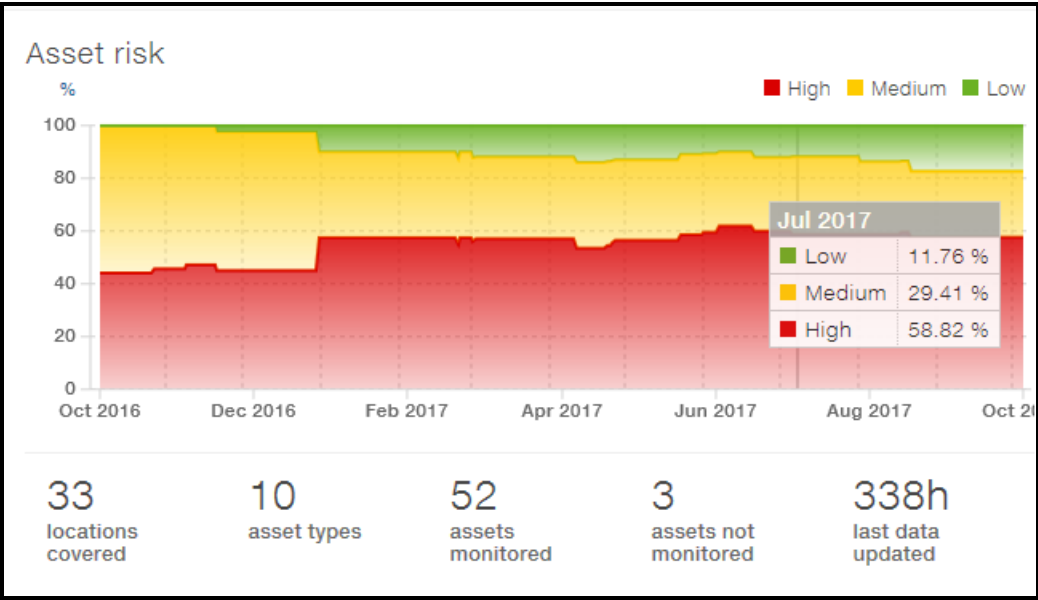 Asset risk
%
High Medium Low
100
80
60
40
20
0
Jul 2017
Low 11.76 %
Medium 29.41 %
High 58.82 %
Oct 2016 Dec 2016 Feb 2017 Apr 2017 Jun 2017 Aug 2017 Oct 20
33 10 52 3 338h
locations asset types assets assets not last data
covered monitored monitored updated